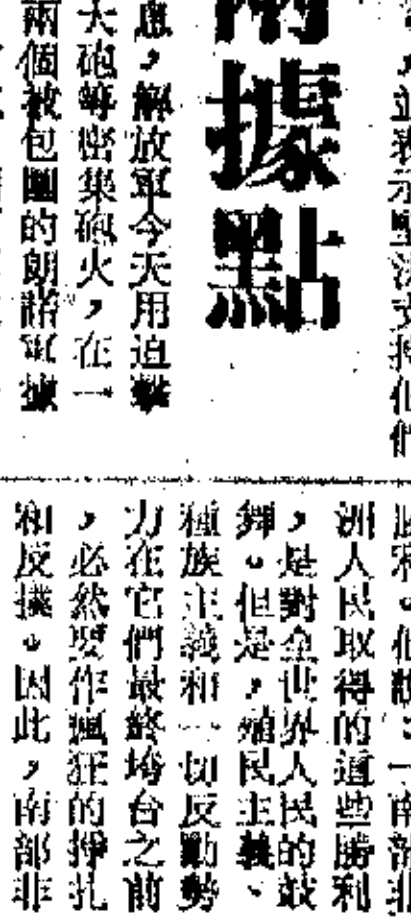 ，並表示堅決支持他們
兩據點
，解放軍今天用迫擊
大砲等密集砲火，在一
兩個被包圍的朗諾軍據
勝利。他說：「南部非
洲人民取得的這些勝利
，是對全世界人民的鼓
舞。但是，殖民主義、
種族主義和一切反動勢
力在它們最終垮台之前
，必然要作瘋狂的掙扎
和反撲。因此，南部非